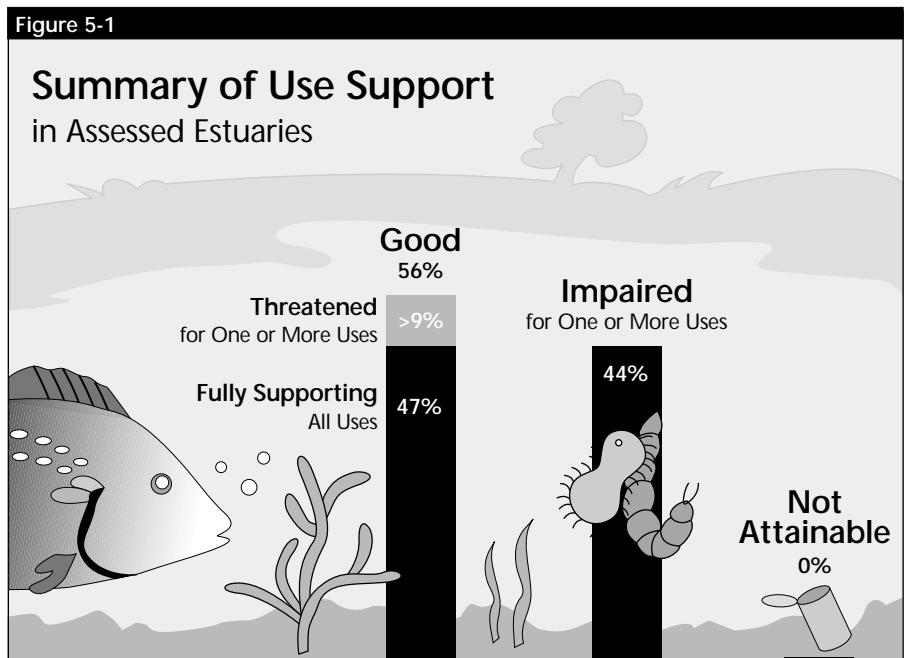 Figure 5-1
Summary of Use Support
in Assessed Estuaries
Good
56%
Threatened
for One or More Uses
>9%
Fully Supporting
All Uses
47%
Impaired
for One or More Uses
44%
Not
Attainable
0%